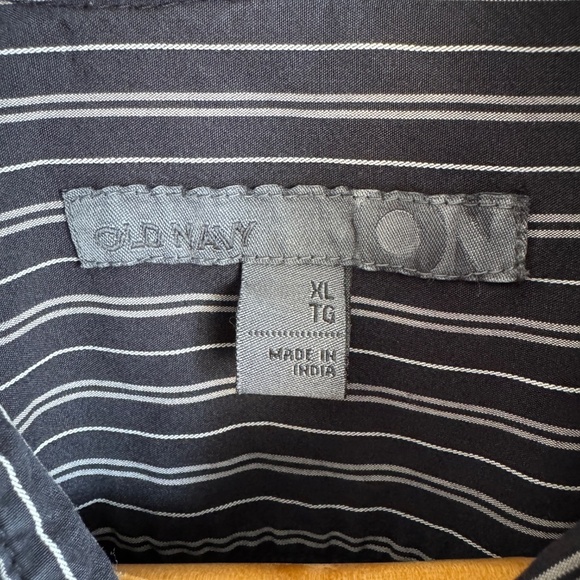 OLD NAVY ON
XL
TG
MADE IN
INDIA